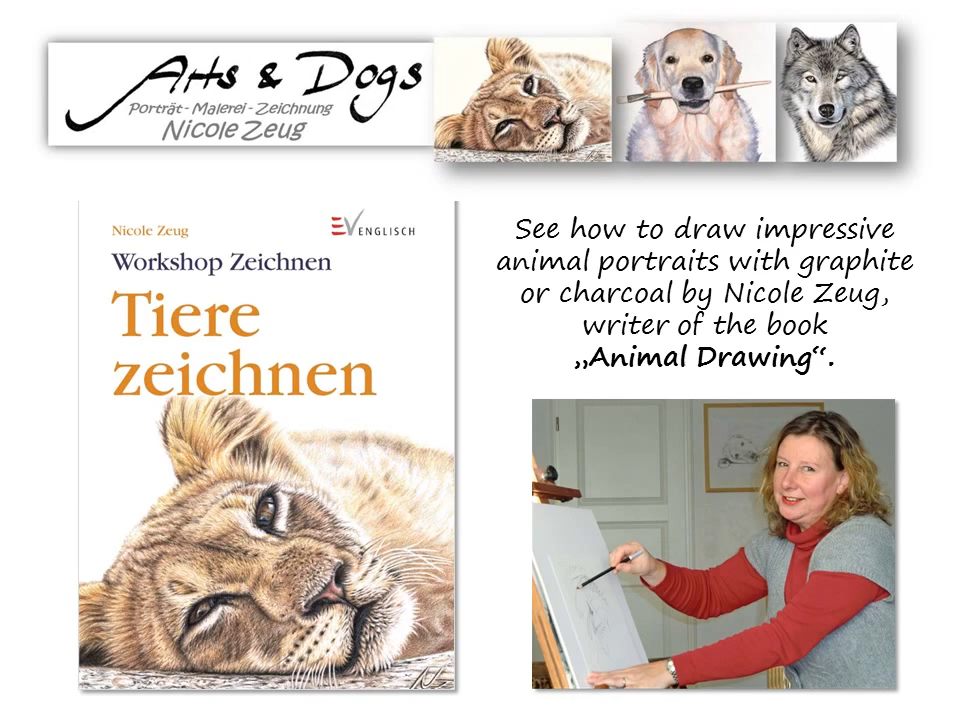 Arts & Dogs
Porträt - Malerei - Zeichnung
Nicole Zeug
Nicole Zeug
EV ENGLISCH
Workshop Zeichnen
Tiere
zeichnen
See how to draw impressive
animal portraits with graphite
or charcoal by Nicole Zeug,
writer of the book
„Animal Drawing“.